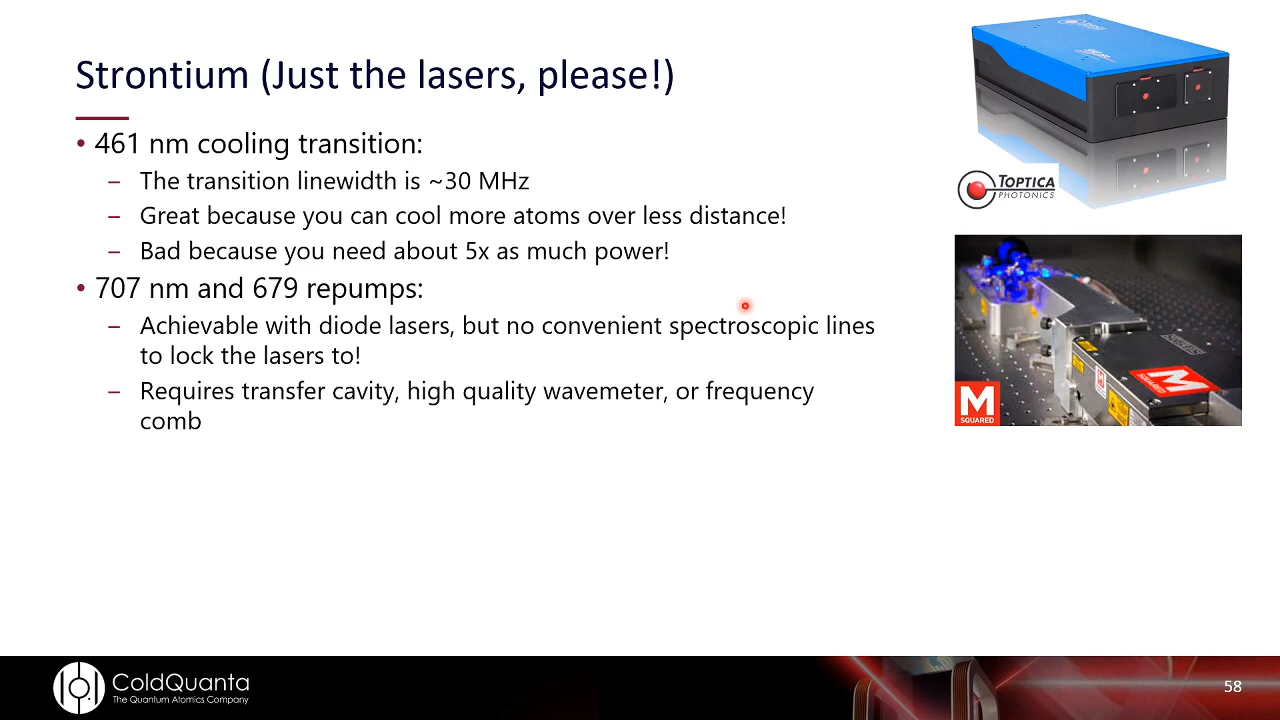 Strontium (Just the lasers, please!)
• 461 nm cooling transition:
– The transition linewidth is ~30 MHz
– Great because you can cool more atoms over less distance!
– Bad because you need about 5x as much power!
• 707 nm and 679 repumps:
– Achievable with diode lasers, but no convenient spectroscopic lines
to lock the lasers to!
– Requires transfer cavity, high quality wavemeter, or frequency
comb
TOPTICA
PHOTONICS
M
SQUARED
M
SQUARED
ColdQuanta
The Quantum Atomics Company
58